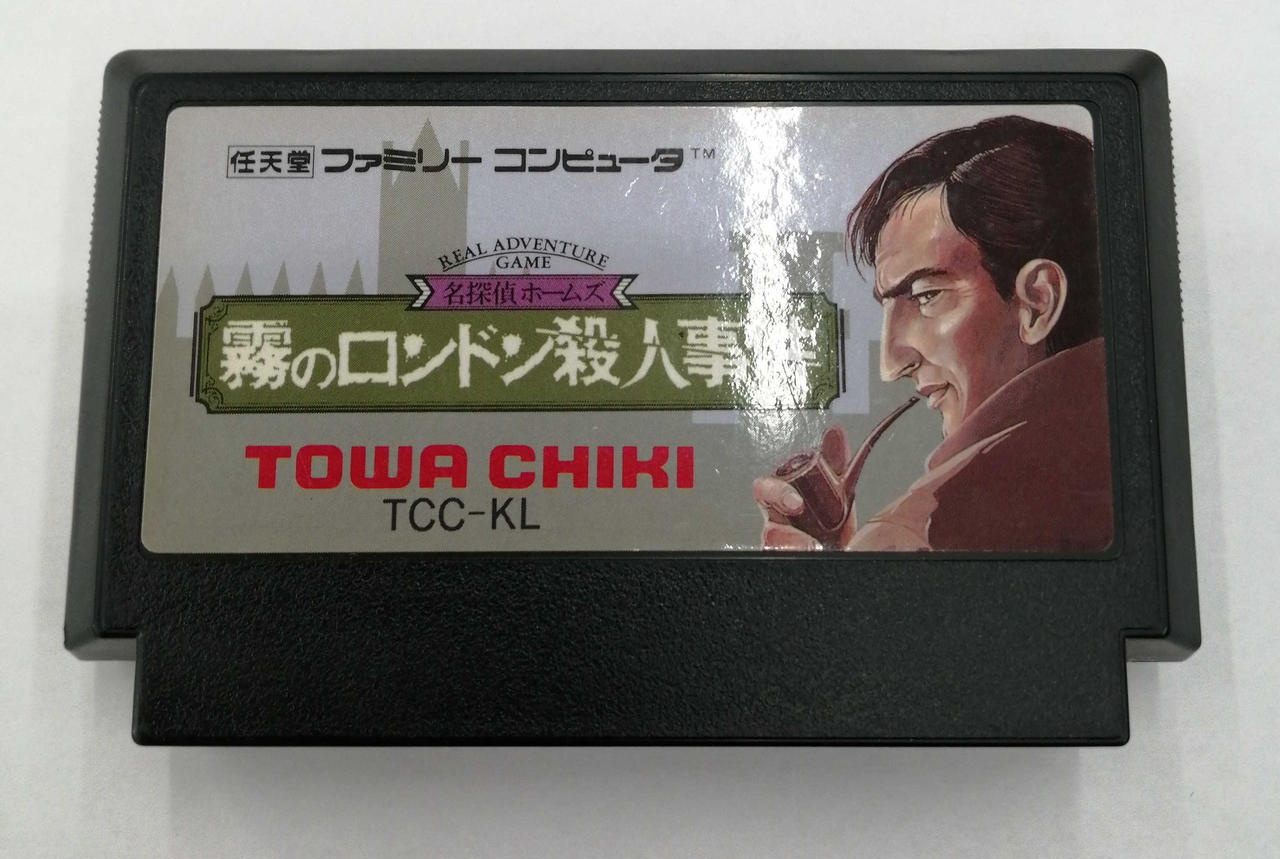 任天堂 ファミリー コンピュータ™
REAL ADVENTURE
GAME
名探偵ホームズ
霧のロンドン殺人事件
TOWA CHIKI
TCC-KL